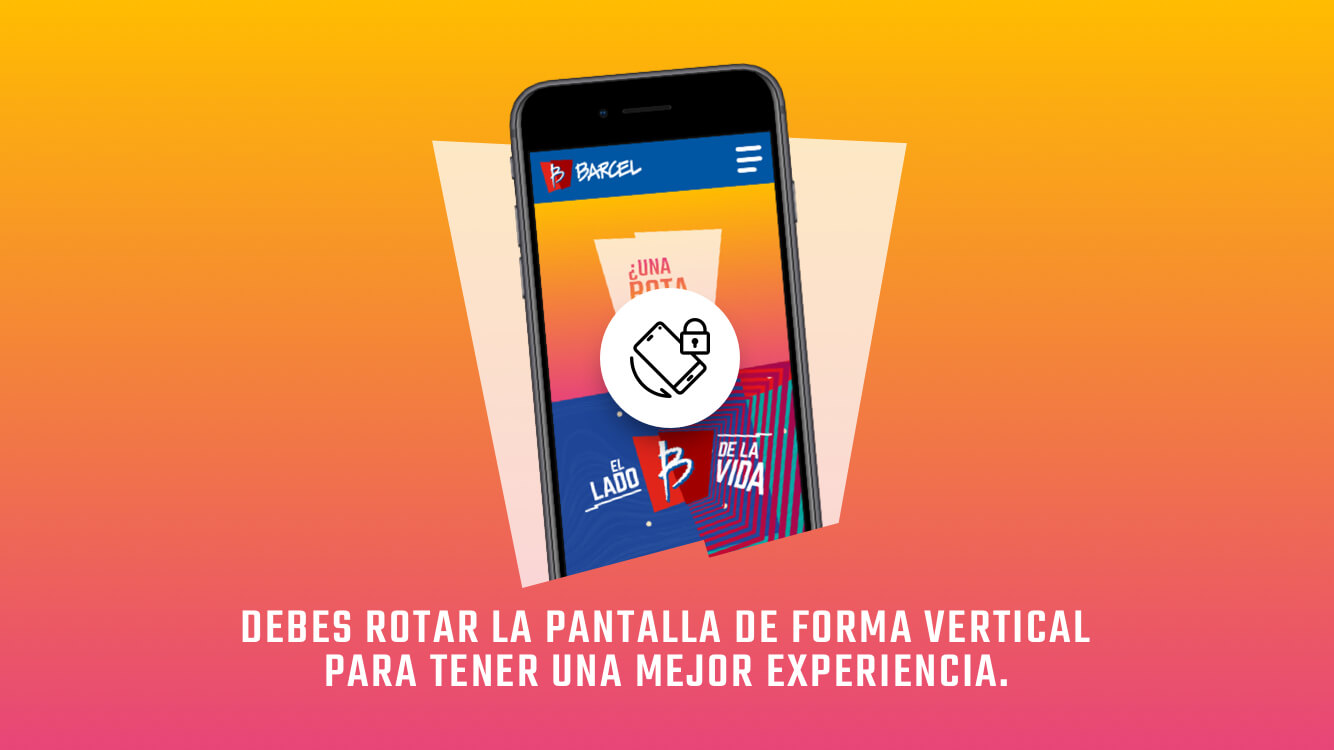 BARCEL
¿UNA
ROTA
EL
LADO
B
DE LA
VIDA
DEBES ROTAR LA PANTALLA DE FORMA VERTICAL
PARA TENER UNA MEJOR EXPERIENCIA.